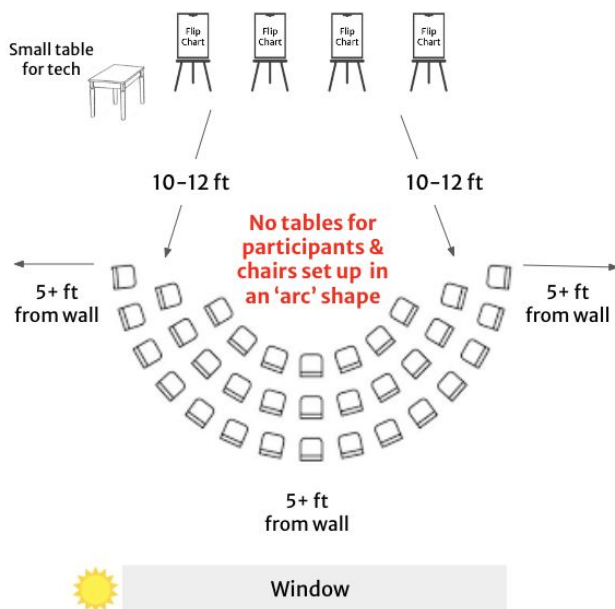 Small table
for tech
Flip
Chart
Flip
Chart
Flip
Chart
Flip
Chart
10-12 ft
10-12 ft
No tables for
participants &
chairs set up in
an ‘arc’ shape
5+ ft
from wall
5+ ft
from wall
5+ ft
from wall
Window